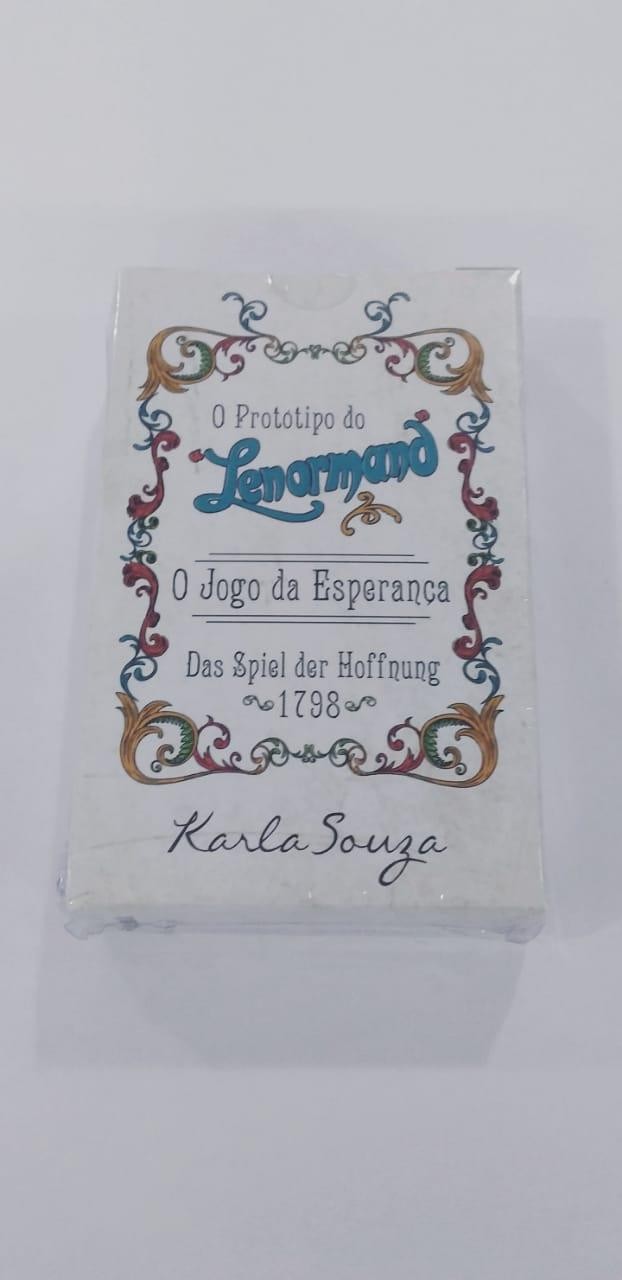 O Prototipo do
Lenormand
O Jogo da Esperança
Das Spiel der Hoffnung
1798
Karla Souza